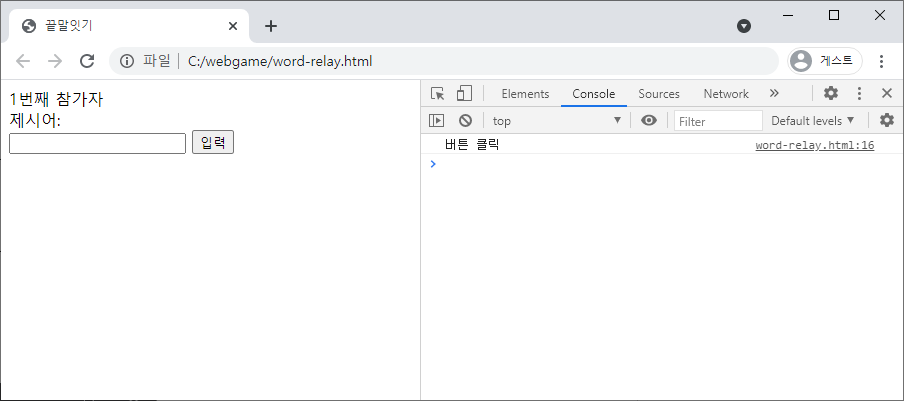 끝말잇기
파일 C:/webgame/word-relay.html 게스트
1번째 참가자
제시어:
입력
Elements Console Sources Network »
top Filter Default levels
버튼 클릭 word-relay.html:16